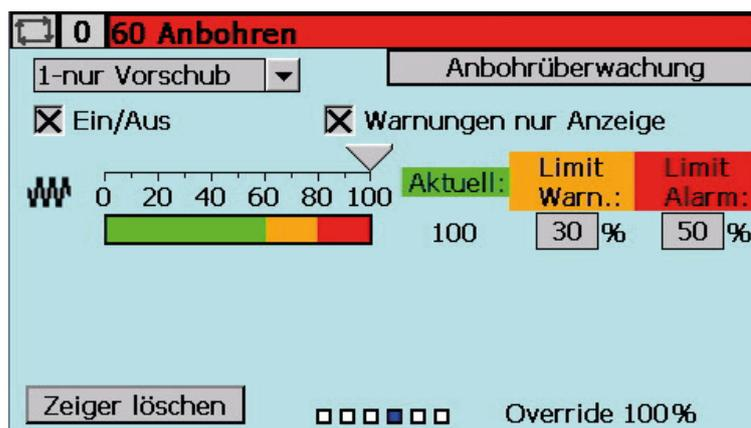 0 60 Anbohren
1-nur Vorschub
Anbohrüberwachung
Ein/Aus
Warnungen nur Anzeige
0 20 40 60 80 100
Aktuell:
Limit
Warn.:
Limit
Alarm:
100
30 %
50 %
Zeiger löschen
Override 100%